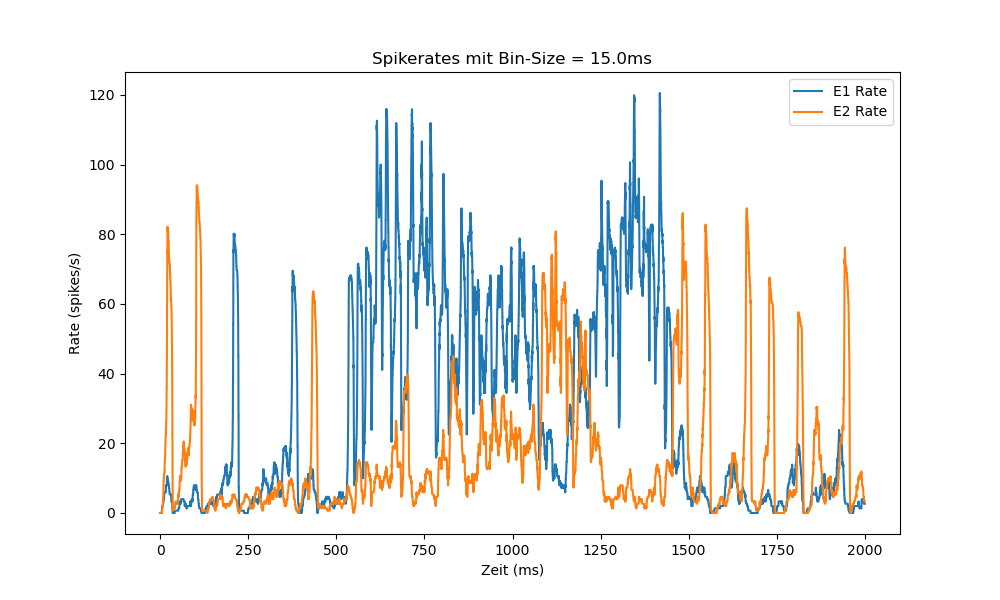 Spikerates mit Bin-Size = 15.0ms
E1 Rate
E2 Rate
120
100
80
60
40
20
0
Rate (spikes/s)
0 250 500 750 1000 1250 1500 1750 2000
Zeit (ms)